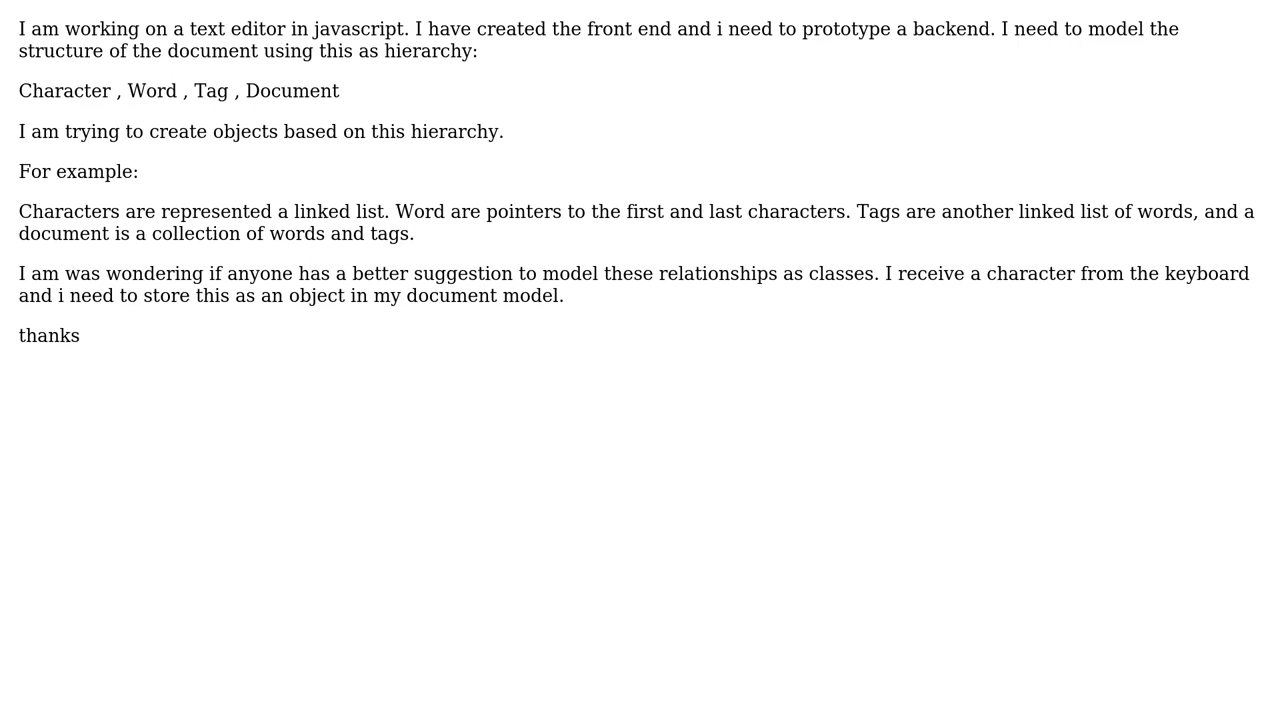 I am working on a text editor in javascript. I have created the front end and i need to prototype a backend. I need to model the
structure of the document using this as hierarchy:
Character , Word , Tag , Document
I am trying to create objects based on this hierarchy.
For example:
Characters are represented a linked list. Word are pointers to the first and last characters. Tags are another linked list of words, and a
document is a collection of words and tags.
I am was wondering if anyone has a better suggestion to model these relationships as classes. I receive a character from the keyboard
and i need to store this as an object in my document model.
thanks